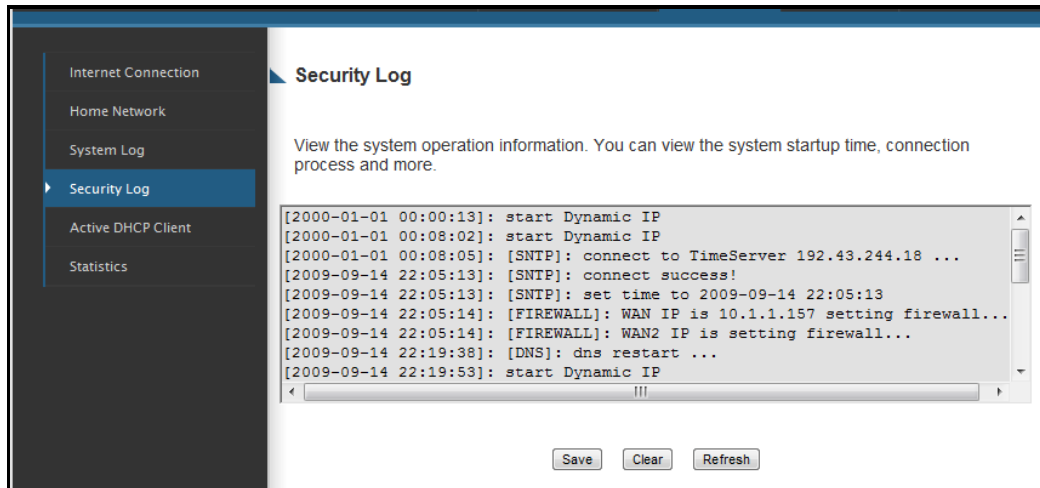 Internet Connection
Home Network
System Log
Security Log
Active DHCP Client
Statistics
Security Log
View the system operation information. You can view the system startup time, connection
process and more.
[2000-01-01 00:00:13]: start Dynamic IP
[2000-01-01 00:08:02]: start Dynamic IP
[2000-01-01 00:08:05]: [SNTP]: connect to TimeServer 192.43.244.18 ...
[2009-09-14 22:05:13]: [SNTP]: connect success!
[2009-09-14 22:05:13]: [SNTP]: set time to 2009-09-14 22:05:13
[2009-09-14 22:05:14]: [FIREWALL]: WAN IP is 10.1.1.157 setting firewall...
[2009-09-14 22:05:14]: [FIREWALL]: WAN2 IP is setting firewall...
[2009-09-14 22:19:38]: [DNS]: dns restart ...
[2009-09-14 22:19:53]: start Dynamic IP
Save Clear Refresh